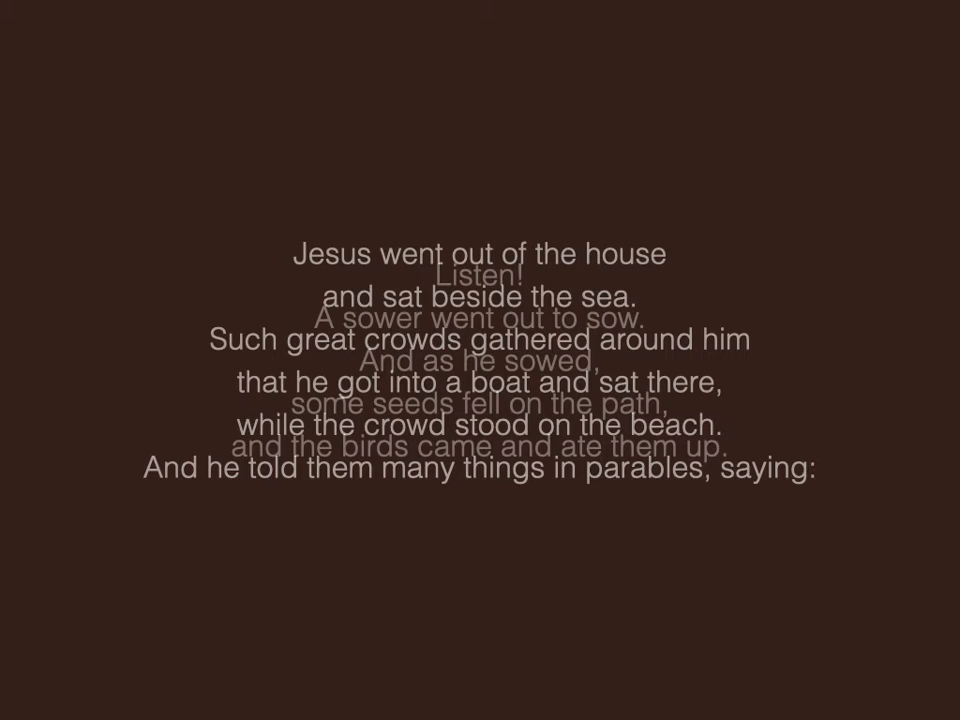 Jesus went out of the house
and sat beside the sea.
Such great crowds gathered around him
that he got into a boat and sat there,
while the crowd stood on the beach.
And he told them many things in parables, saying:
Listen!
A sower went out to sow.
And as he sowed,
some seeds fell on the path,
and the birds came and ate them up.